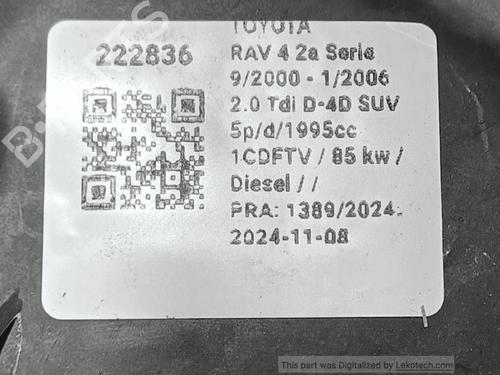 TOYOTA
222836
RAV 4 2a Serie
9/2000 - 1/2006
2.0 Tdi D-4D SUV
5p/d/1995cc
1CDFTV / 85 kw /
Diesel / /
PRA: 1389/2024
2024-11-08
This part was Digitalized by Lekotech.com